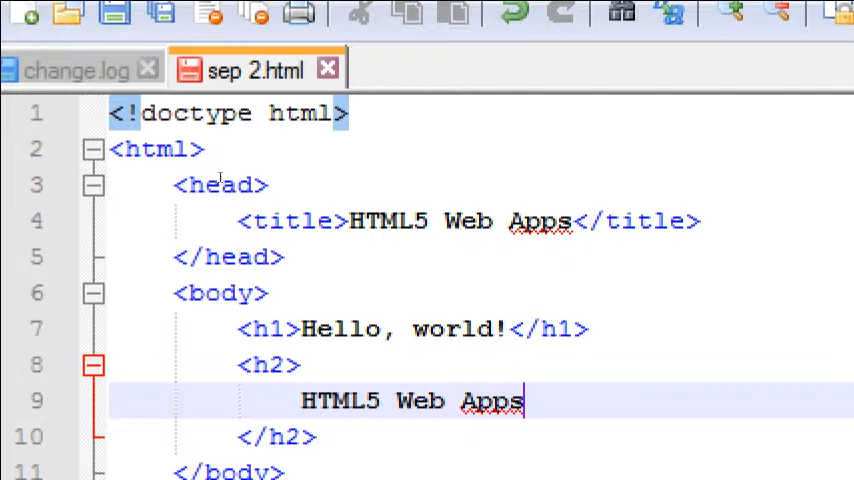 change.log sep 2.html
1 <!doctype html>
2 <html>
3 <head>
4 <title>HTML5 Web Apps</title>
5 </head>
6 <body>
7 <h1>Hello, world!</h1>
8 <h2>
9 HTML5 Web Apps
10 </h2>
11 </body>